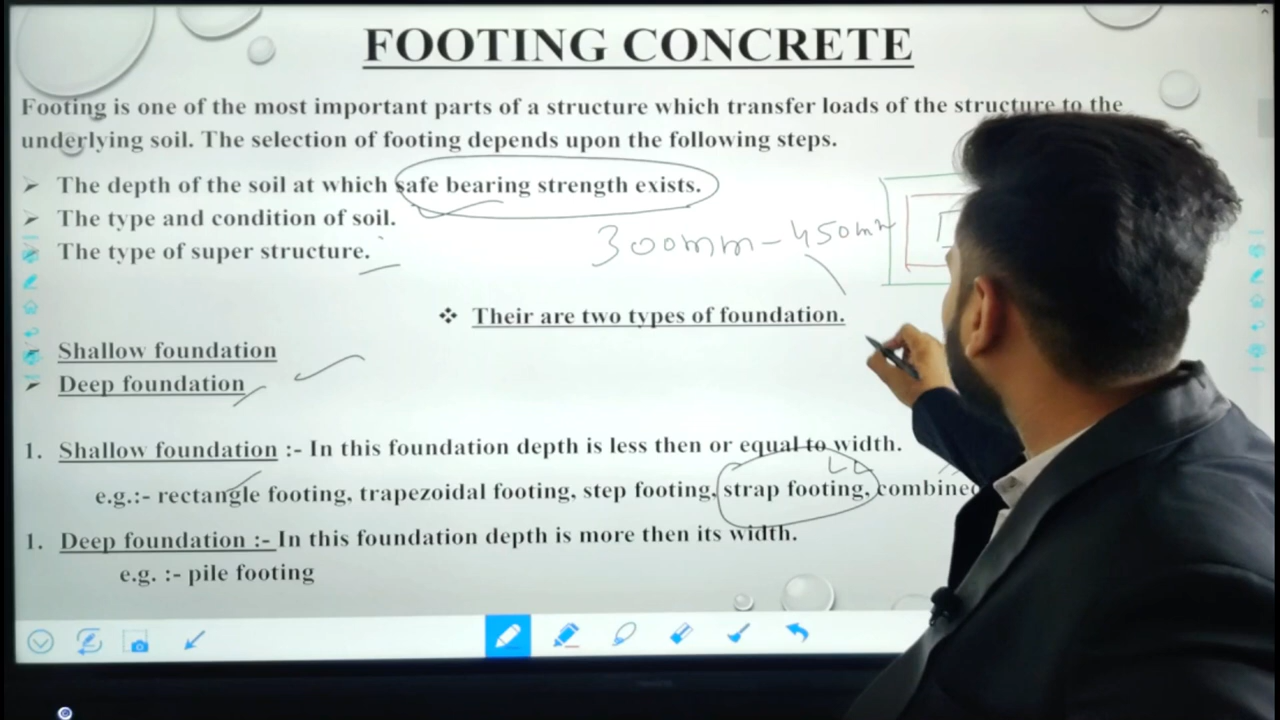 FOOTING CONCRETE
Footing is one of the most important parts of a structure which transfer loads of the structure to the
underlying soil. The selection of footing depends upon the following steps.
➢ The depth of the soil at which safe bearing strength exists.
➢ The type and condition of soil.
➢ The type of super structure.
300mm - 450mm
❖ Their are two types of foundation.
➢ Shallow foundation
➢ Deep foundation
1. Shallow foundation :- In this foundation depth is less then or equal to width.
e.g.:- rectangle footing, trapezoidal footing, step footing, strap footing, combined
1. Deep foundation :- In this foundation depth is more then its width.
e.g. :- pile footing